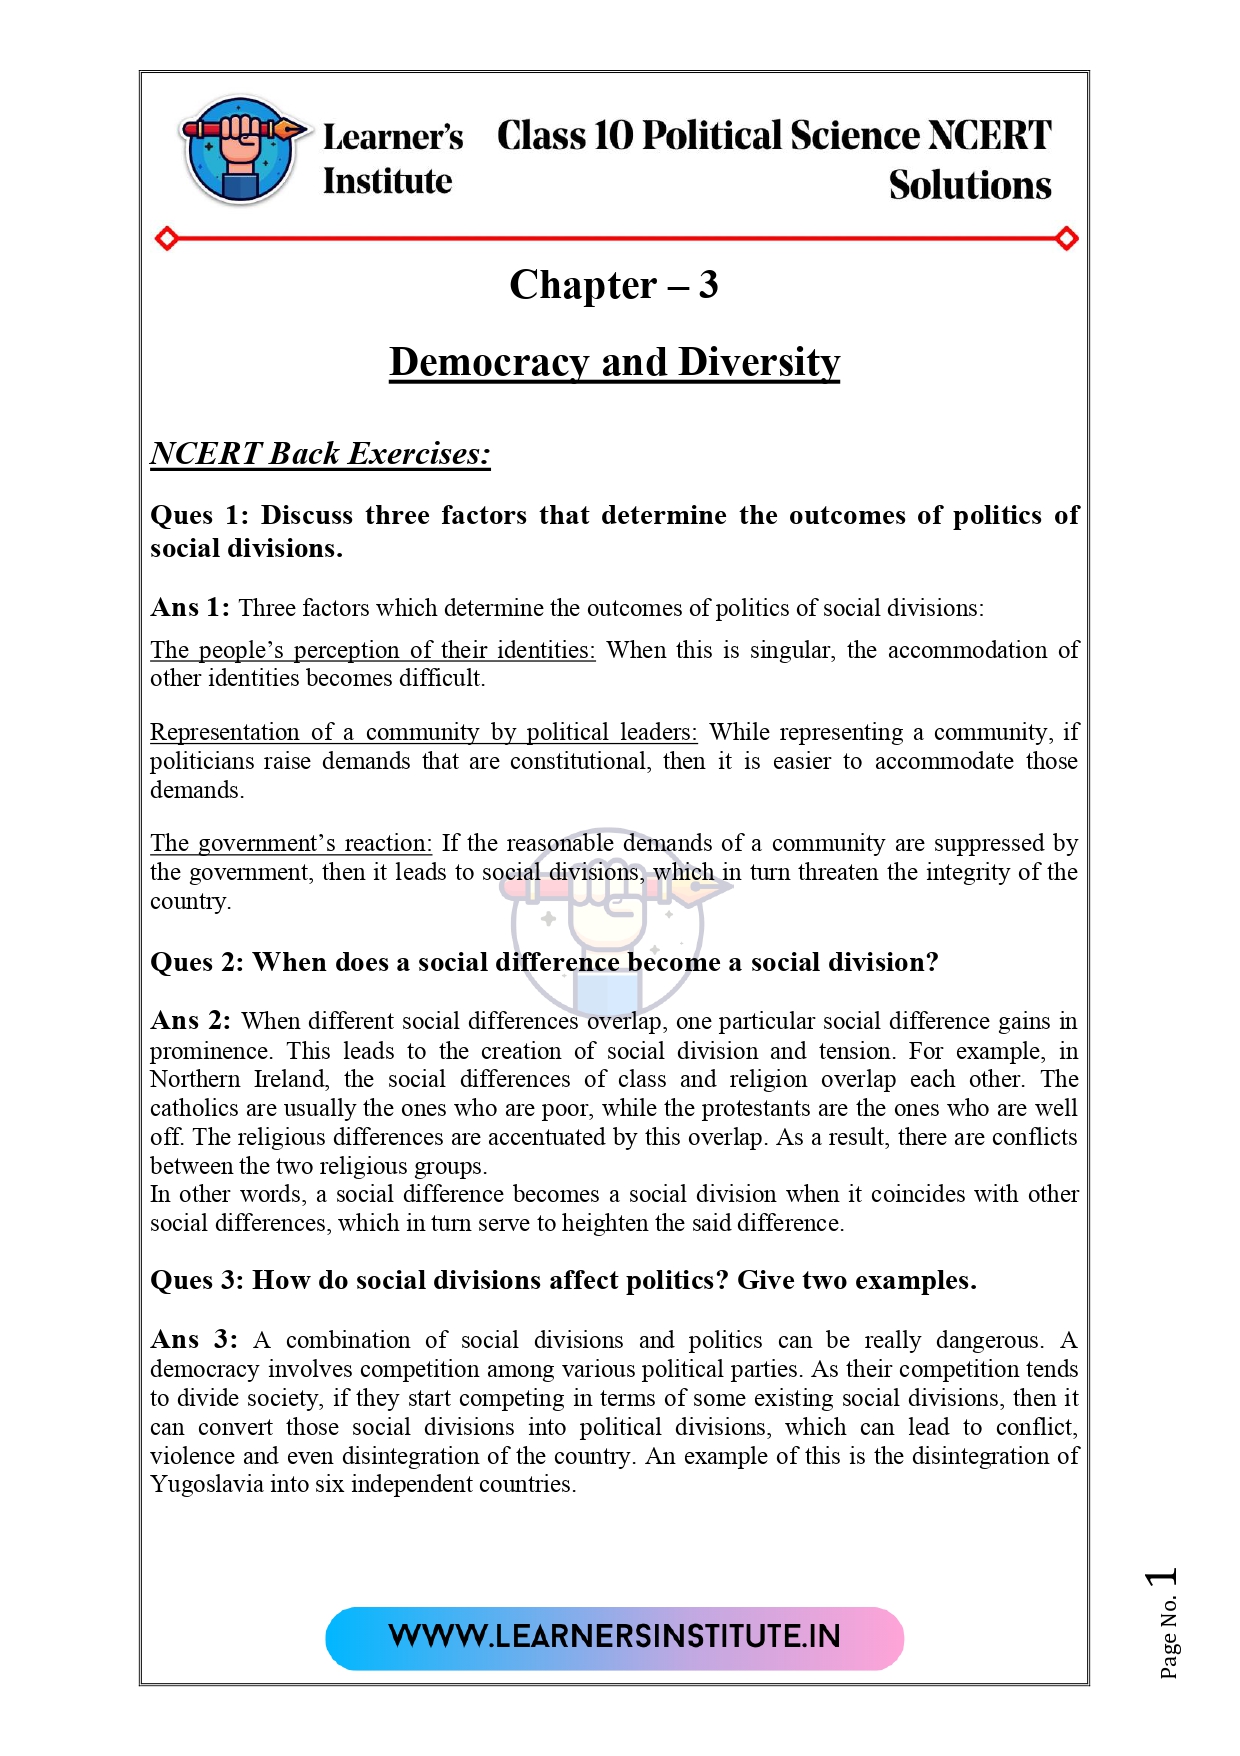 Learner's Class 10 Political Science NCERT
Institute Solutions
Chapter – 3
Democracy and Diversity
NCERT Back Exercises:
Ques 1: Discuss three factors that determine the outcomes of politics of
social divisions.
Ans 1: Three factors which determine the outcomes of politics of social divisions:
The people's perception of their identities: When this is singular, the accommodation of
other identities becomes difficult.
Representation of a community by political leaders: While representing a community, if
politicians raise demands that are constitutional, then it is easier to accommodate those
demands.
The government's reaction: If the reasonable demands of a community are suppressed by
the government, then it leads to social divisions, which in turn threaten the integrity of the
country.
Ques 2: When does a social difference become a social division?
Ans 2: When different social differences overlap, one particular social difference gains in
prominence. This leads to the creation of social division and tension. For example, in
Northern Ireland, the social differences of class and religion overlap each other. The
catholics are usually the ones who are poor, while the protestants are the ones who are well
off. The religious differences are accentuated by this overlap. As a result, there are conflicts
between the two religious groups.
In other words, a social difference becomes a social division when it coincides with other
social differences, which in turn serve to heighten the said difference.
Ques 3: How do social divisions affect politics? Give two examples.
Ans 3: A combination of social divisions and politics can be really dangerous. A
democracy involves competition among various political parties. As their competition tends
to divide society, if they start competing in terms of some existing social divisions, then it
can convert those social divisions into political divisions, which can lead to conflict,
violence and even disintegration of the country. An example of this is the disintegration of
Yugoslavia into six independent countries.
WWW.LEARNERSINSTITUTE.IN
Page No. 1